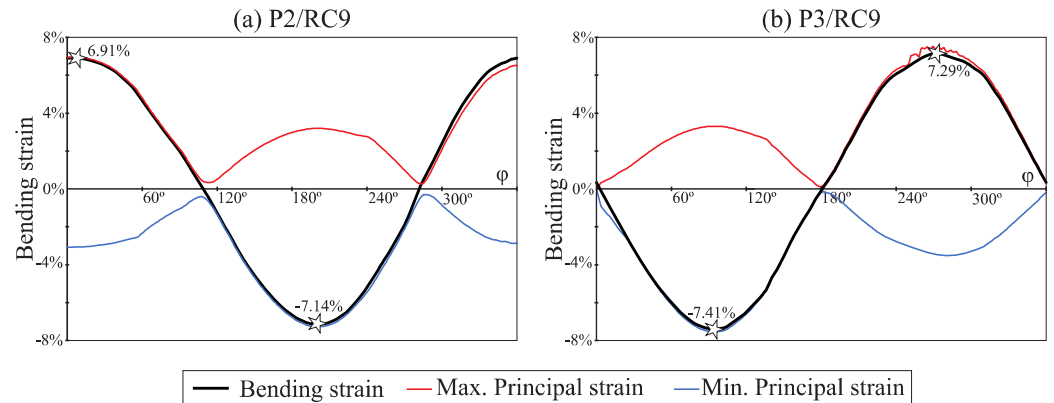 (a) P2/RC9
(b) P3/RC9
8%
6.91%
4%
0%
-4%
-8%
60°
120°
180°
240°
300°
φ
-7.14%
Bending strain
8%
7.29%
4%
0%
-4%
-8%
60°
120°
180°
240°
300°
φ
-7.41%
Bending strain
Bending strain
Max. Principal strain
Min. Principal strain